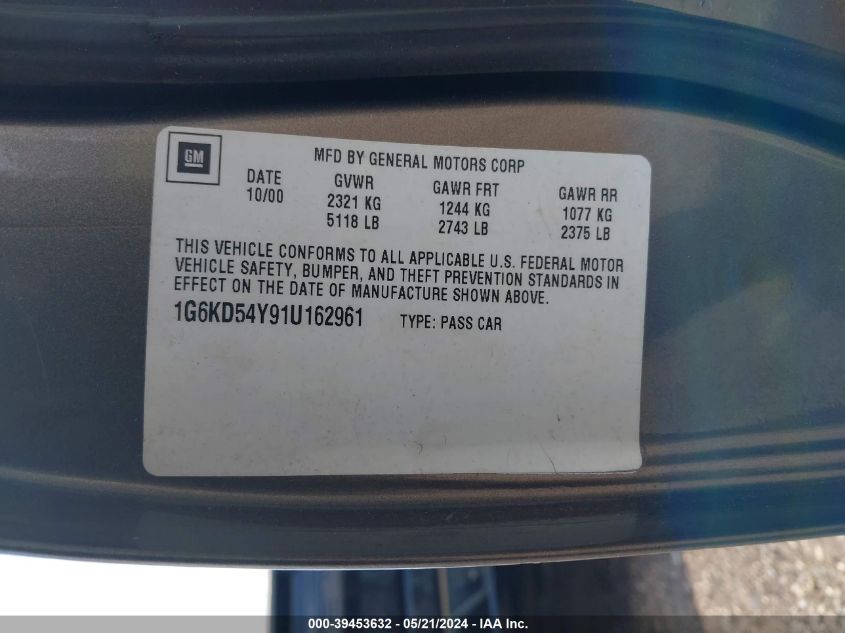 GM
MFD BY GENERAL MOTORS CORP
DATE GVWR GAWR FRT GAWR RR
10/00 2321 KG 1244 KG 1077 KG
5118 LB 2743 LB 2375 LB
THIS VEHICLE CONFORMS TO ALL APPLICABLE U.S. FEDERAL MOTOR
VEHICLE SAFETY, BUMPER, AND THEFT PREVENTION STANDARDS IN
EFFECT ON THE DATE OF MANUFACTURE SHOWN ABOVE.
1G6KD54Y91U162961 TYPE: PASS CAR
000-39453632 - 05/21/2024 - IAA Inc.